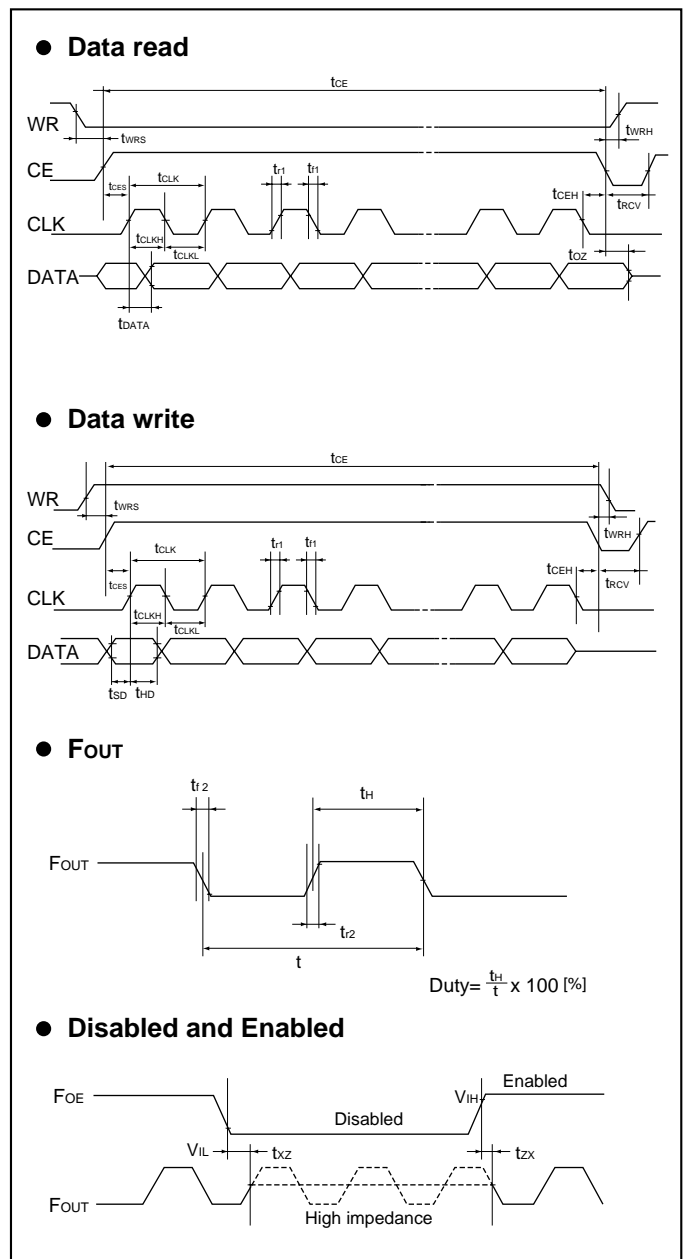 ● Data read
tCE
WR
tWRS
tWRH
CE
tCES
tCLK
tr1
tf1
tCEH
tRCV
CLK
tCLKH
tCLKL
tOZ
DATA
tDATA
● Data write
tCE
WR
tWRS
tWRH
CE
tCES
tCLK
tr1
tf1
tCEH
tRCV
CLK
tCLKH
tCLKL
DATA
tSD
tHD
● FOUT
tf 2
tH
FOUT
tr2
t
Duty= tH/t x 100 [%]
● Disabled and Enabled
FOE
VIH
Enabled
Disabled
VIL
tXZ
tZX
FOUT
High impedance